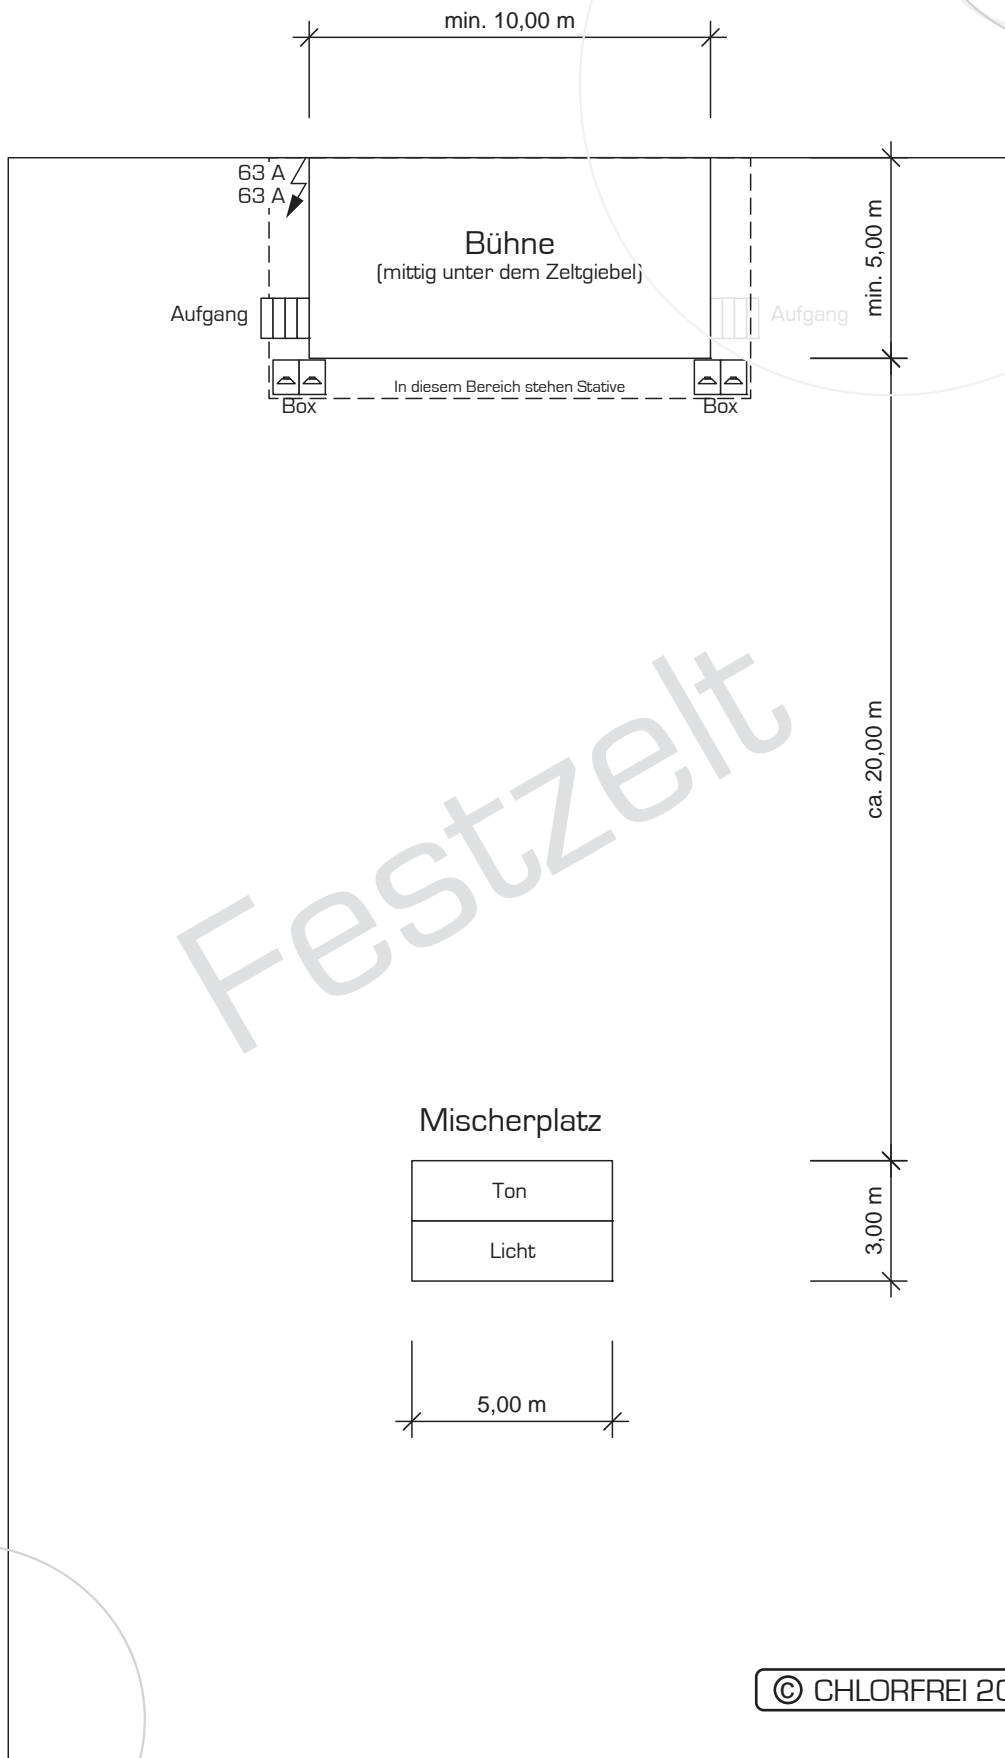 min. 10,00 m
63 A
63 A
Bühne
(mittig unter dem Zeltgiebel)
min. 5,00 m
Aufgang
Aufgang
In diesem Bereich stehen Stative
Box
Box
ca. 20,00 m
Festzelt
Mischerplatz
Ton
Licht
3,00 m
5,00 m
© CHLORFREI 20